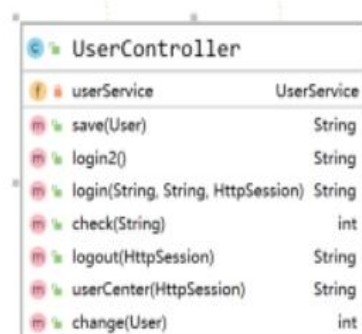 UserController
userService UserService
save(User) String
login2() String
login(String, String, HttpSession) String
check(String) int
logout(HttpSession) String
userCenter(HttpSession) String
change(User) int